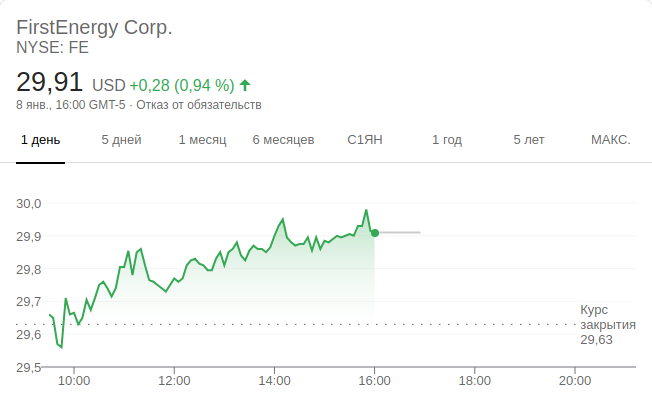 FirstEnergy Corp.
NYSE: FE
29,91 USD +0,28 (0,94 %)
8 янв., 16:00 GMT-5 · Отказ от обязательств
1 день 5 дней 1 месяц 6 месяцев С1ЯН 1 год 5 лет МАКС.
30,0
29,9
29,8
29,7
29,6
29,5
Курс
закрытия
29,63
10:00 12:00 14:00 16:00 18:00 20:00